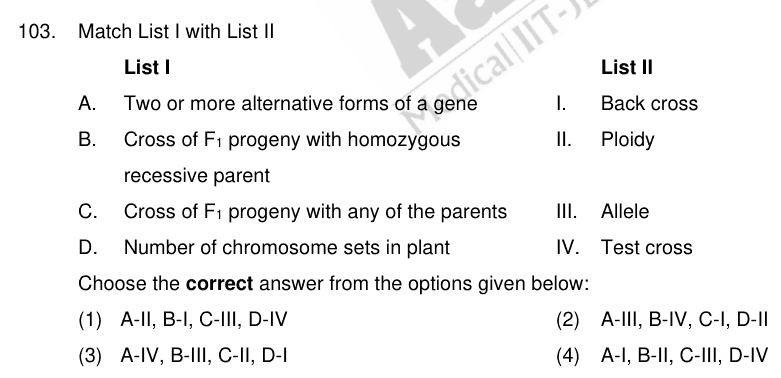 103. Match List I with List II
List I List II
A. Two or more alternative forms of a gene I. Back cross
B. Cross of F₁ progeny with homozygous II. Ploidy
recessive parent
C. Cross of F₁ progeny with any of the parents III. Allele
D. Number of chromosome sets in plant IV. Test cross
Choose the correct answer from the options given below:
(1) A-II, B-I, C-III, D-IV (2) A-III, B-IV, C-I, D-II
(3) A-IV, B-III, C-II, D-I (4) A-I, B-II, C-III, D-IV
Medical|IIT-J